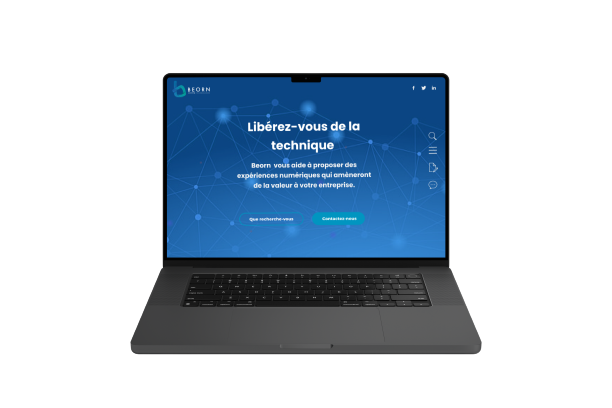 BEORN
Libérez-vous de la
technique
Beorn vous aide à proposer des
expériences numériques qui amèneront
de la valeur à votre entreprise.
Que recherche-vous
Contactez-nous